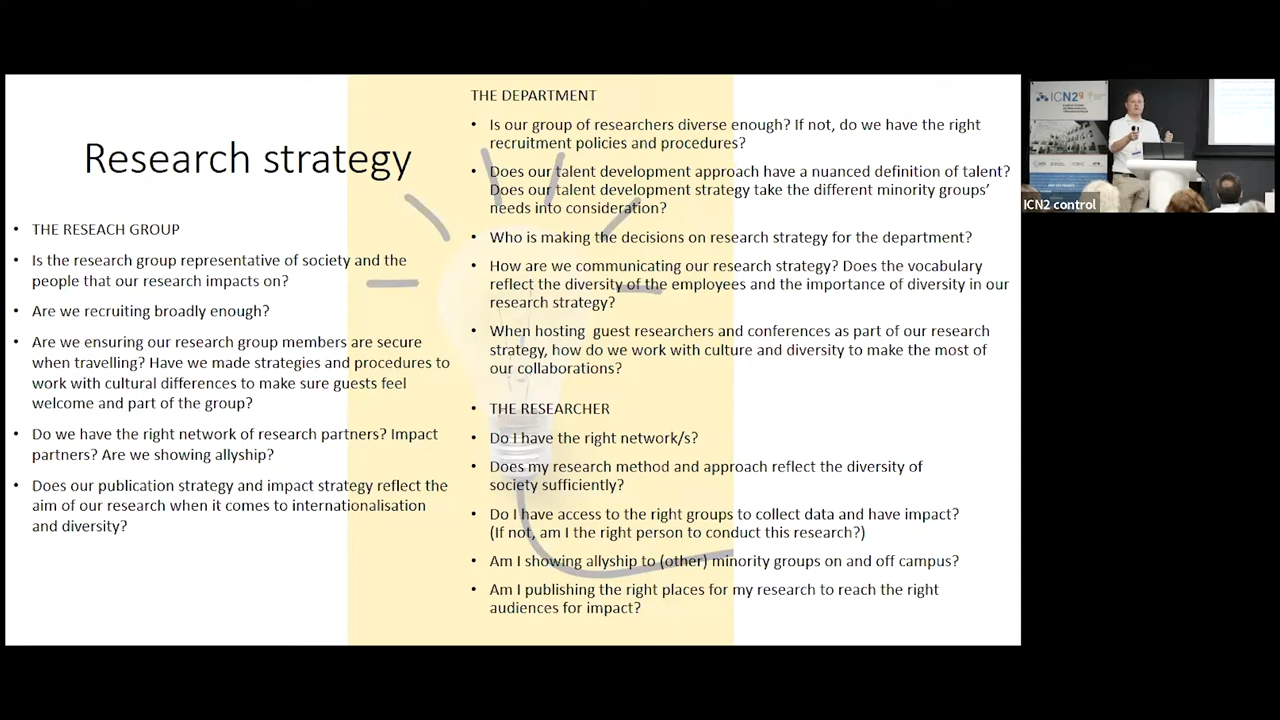 Research strategy
• THE RESEACH GROUP
• Is the research group representative of society and the
people that our research impacts on?
• Are we recruiting broadly enough?
• Are we ensuring our research group members are secure
when travelling? Have we made strategies and procedures to
work with cultural differences to make sure guests feel
welcome and part of the group?
• Do we have the right network of research partners? Impact
partners? Are we showing allyship?
• Does our publication strategy and impact strategy reflect the
aim of our research when it comes to internationalisation
and diversity?
THE DEPARTMENT
• Is our group of researchers diverse enough? If not, do we have the right
recruitment policies and procedures?
• Does our talent development approach have a nuanced definition of talent?
Does our talent development strategy take the different minority groups’
needs into consideration?
• Who is making the decisions on research strategy for the department?
• How are we communicating our research strategy? Does the vocabulary
reflect the diversity of the employees and the importance of diversity in our
research strategy?
• When hosting guest researchers and conferences as part of our research
strategy, how do we work with culture and diversity to make the most of
our collaborations?
• THE RESEARCHER
• Do I have the right network/s?
• Does my research method and approach reflect the diversity of
society sufficiently?
• Do I have access to the right groups to collect data and have impact?
(If not, am I the right person to conduct this research?)
• Am I showing allyship to (other) minority groups on and off campus?
• Am I publishing the right places for my research to reach the right
audiences for impact?
ICN2
ICN2 control